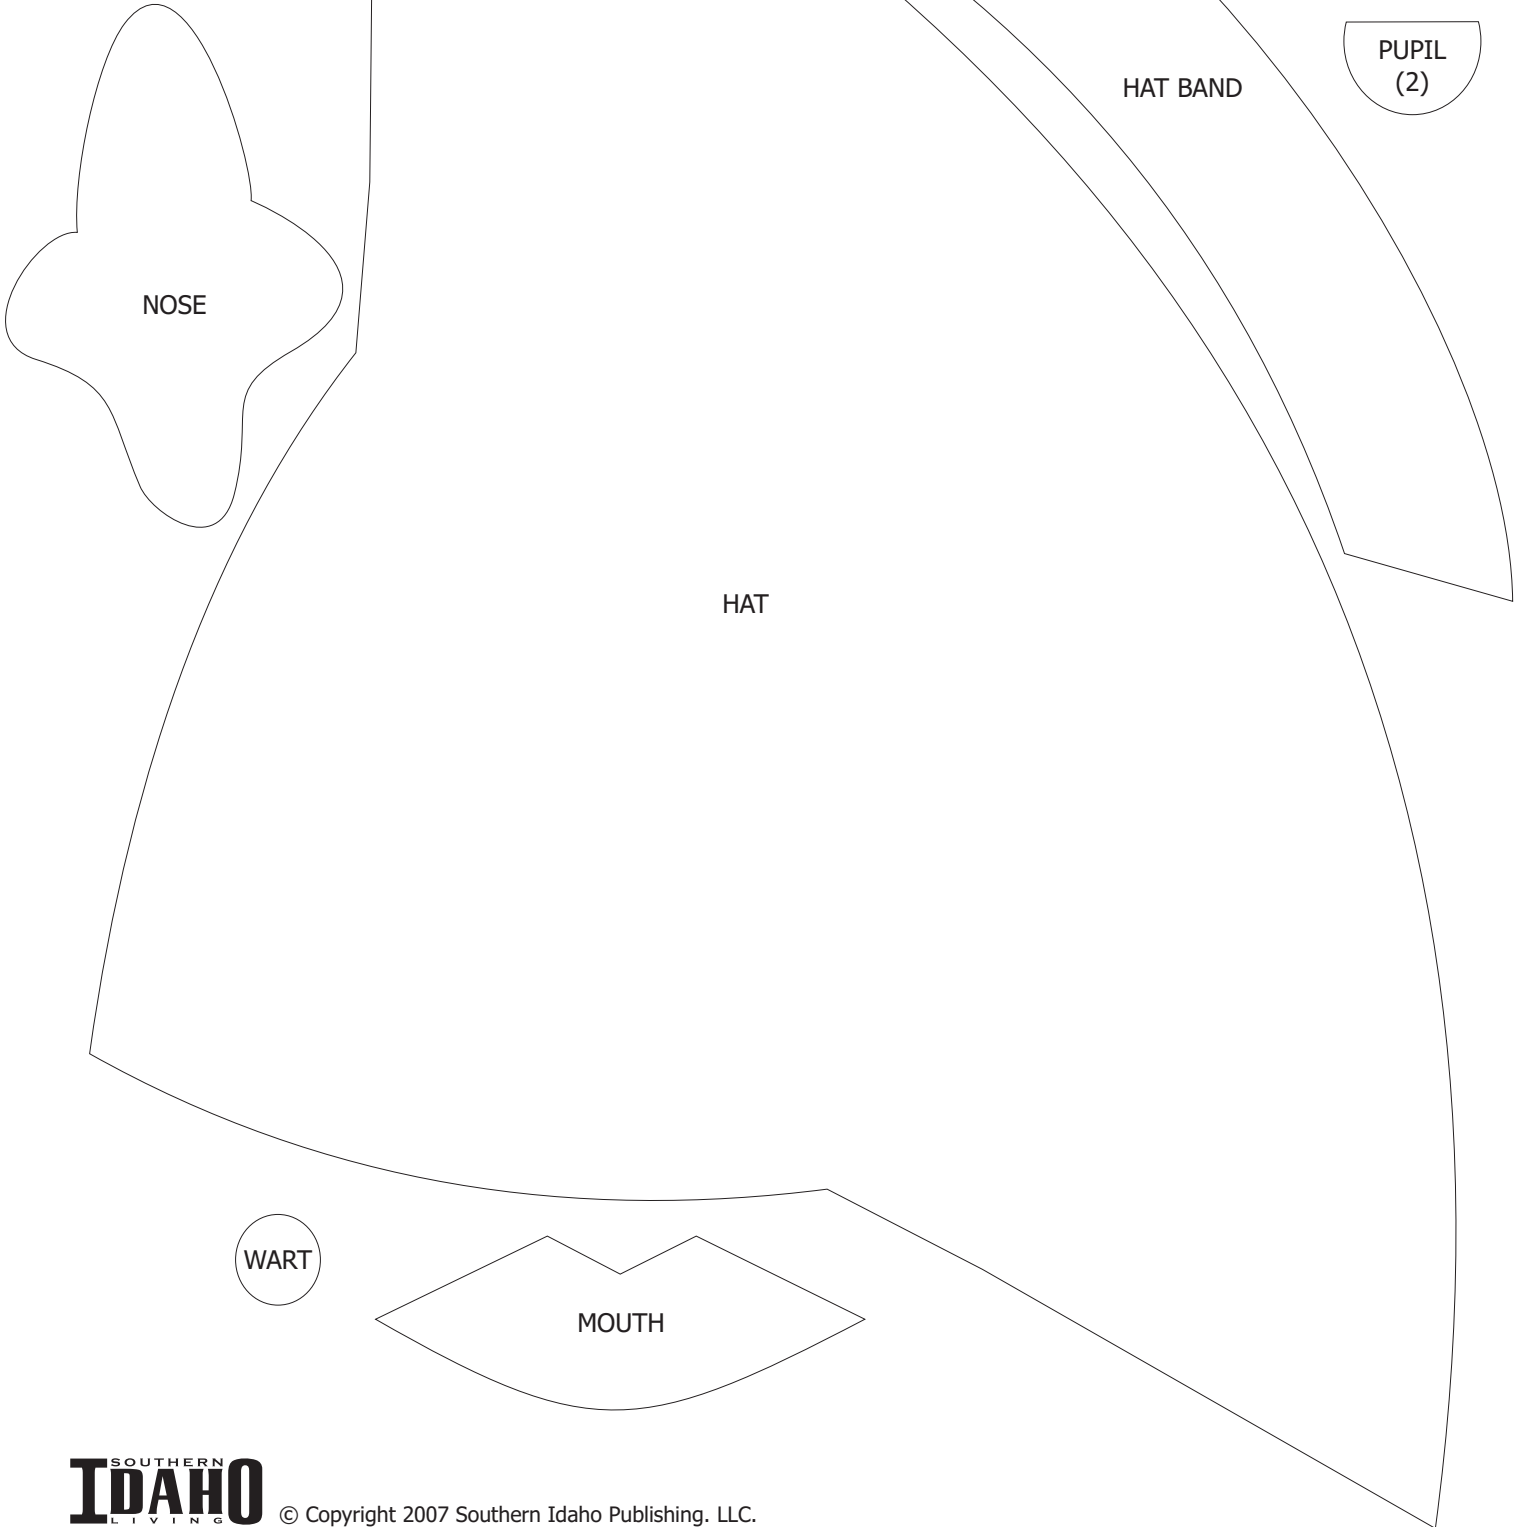 PUPIL
(2)
HAT BAND
NOSE
HAT
WART
MOUTH
SOUTHERN
IDAHO
LIVING
© Copyright 2007 Southern Idaho Publishing. LLC.